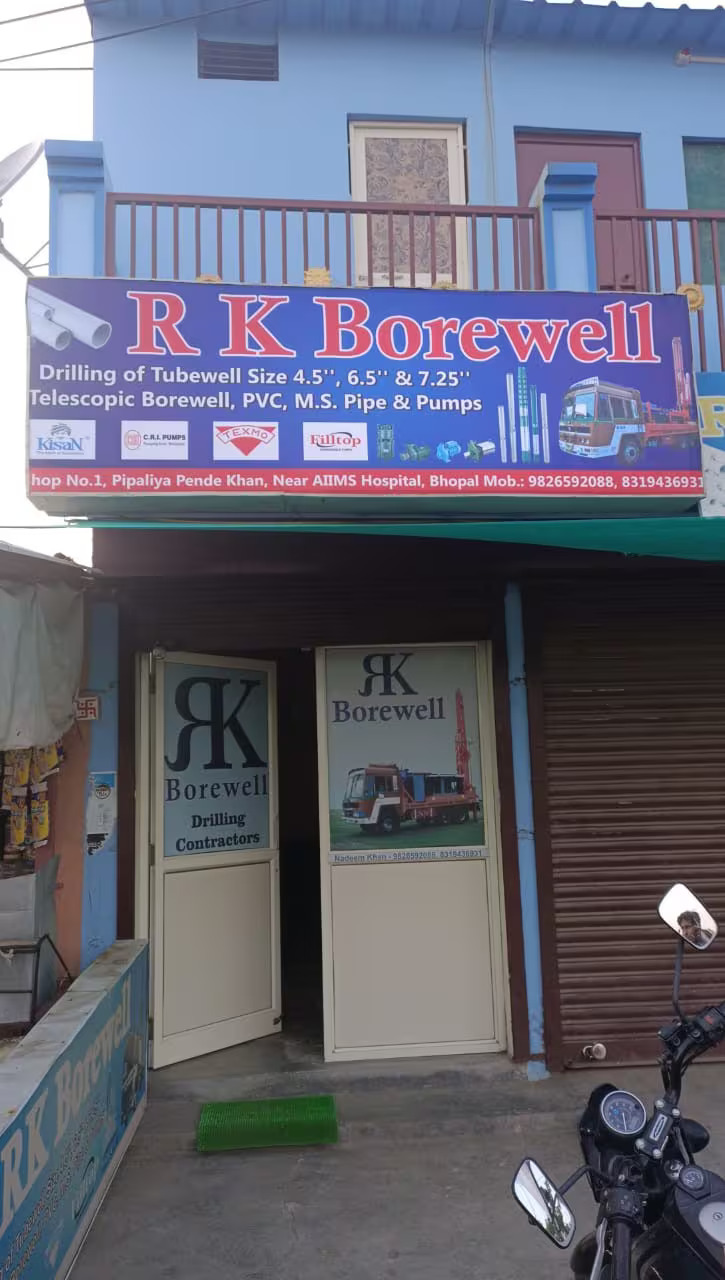 R K Borewell
Drilling of Tubewell Size 4.5'', 6.5'' & 7.25''
Telescopic Borewell, PVC, M.S. Pipe & Pumps
KisaN
C.R.I. PUMPS
TEXMO
Filltop
hop No.1, Pipaliya Pende Khan, Near AIIMS Hospital, Bhopal Mob.: 9826592088, 8319436931
RK
Borewell
Drilling
Contractors
RK
Borewell
Nadeem Khan - 9826592088, 8319436931
RK Borewell